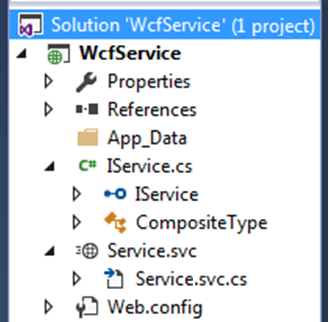 Solution 'WcfService' (1 project)
WcfService
Properties
References
App_Data
C# IService.cs
IService
CompositeType
Service.svc
Service.svc.cs
Web.config